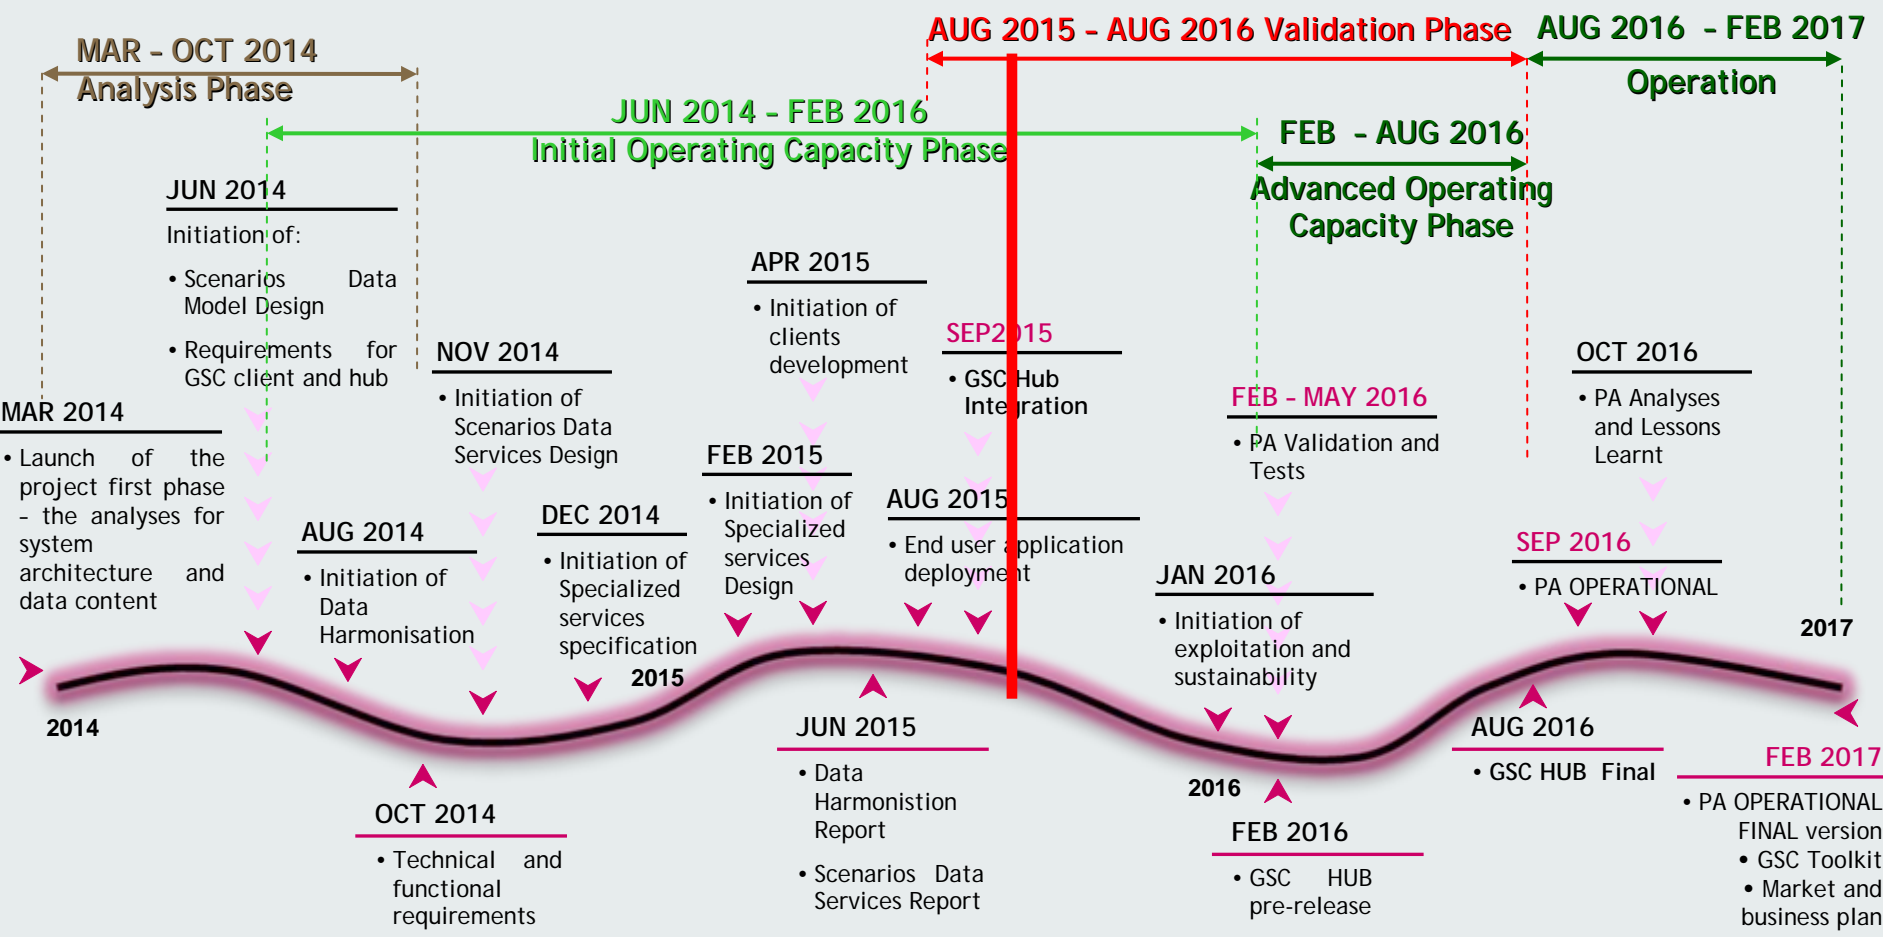 MAR – OCT 2014
Analysis Phase
JUN 2014 – FEB 2016
Initial Operating Capacity Phase
AUG 2015 – AUG 2016 Validation Phase
FEB – AUG 2016
Advanced Operating
Capacity Phase
AUG 2016 – FEB 2017
Operation
MAR 2014
• Launch of the
project first phase
– the analyses for
system
architecture and
data content
JUN 2014
Initiation of:
• Scenarios Data
Model Design
• Requirements for
GSC client and hub
AUG 2014
• Initiation of
Data
Harmonisation
NOV 2014
• Initiation of
Scenarios Data
Services Design
DEC 2014
• Initiation of
Specialized
services
specification
FEB 2015
• Initiation of
Specialized
services
Design
APR 2015
• Initiation of
clients
development
AUG 2015
• End user application
deployment
SEP2015
• GSC Hub
Integration
JAN 2016
• Initiation of
exploitation and
sustainability
FEB – MAY 2016
• PA Validation and
Tests
SEP 2016
• PA OPERATIONAL
OCT 2016
• PA Analyses
and Lessons
Learnt
2014
2015
2016
2017
OCT 2014
• Technical and
functional
requirements
JUN 2015
• Data
Harmonistion
Report
• Scenarios Data
Services Report
FEB 2016
• GSC HUB
pre-release
AUG 2016
• GSC HUB Final
FEB 2017
• PA OPERATIONAL
FINAL version
• GSC Toolkit
• Market and
business plan